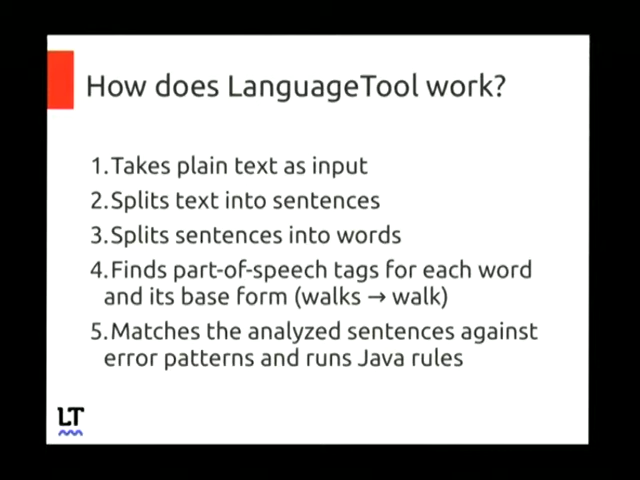 How does LanguageTool work?
1.Takes plain text as input
2.Splits text into sentences
3.Splits sentences into words
4.Finds part-of-speech tags for each word
and its base form (walks → walk)
5.Matches the analyzed sentences against
error patterns and runs Java rules
LT